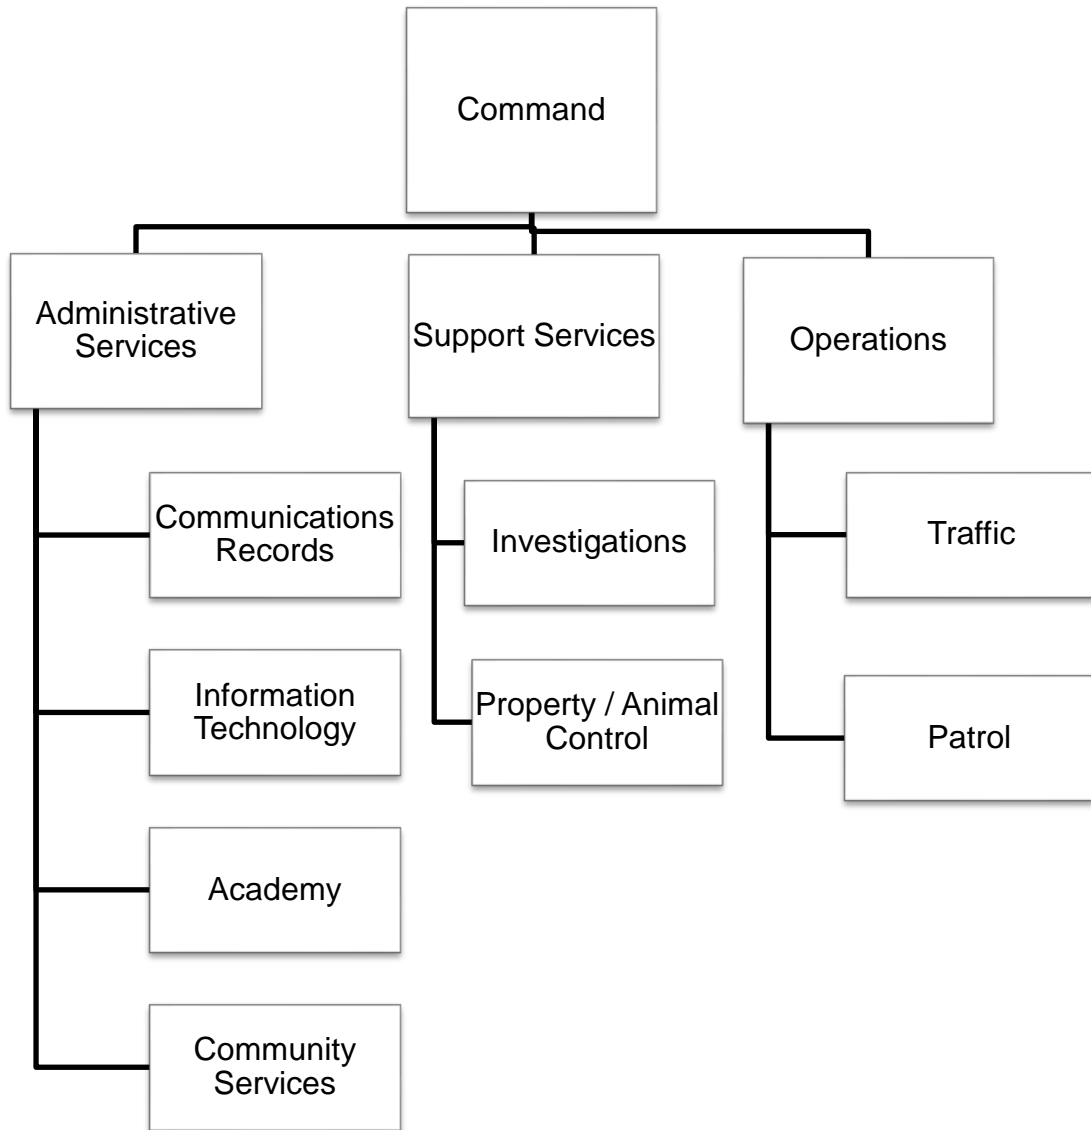 Command
Administrative
Services
Support Services
Operations
Communications
Records
Information
Technology
Academy
Community
Services
Investigations
Property / Animal
Control
Traffic
Patrol